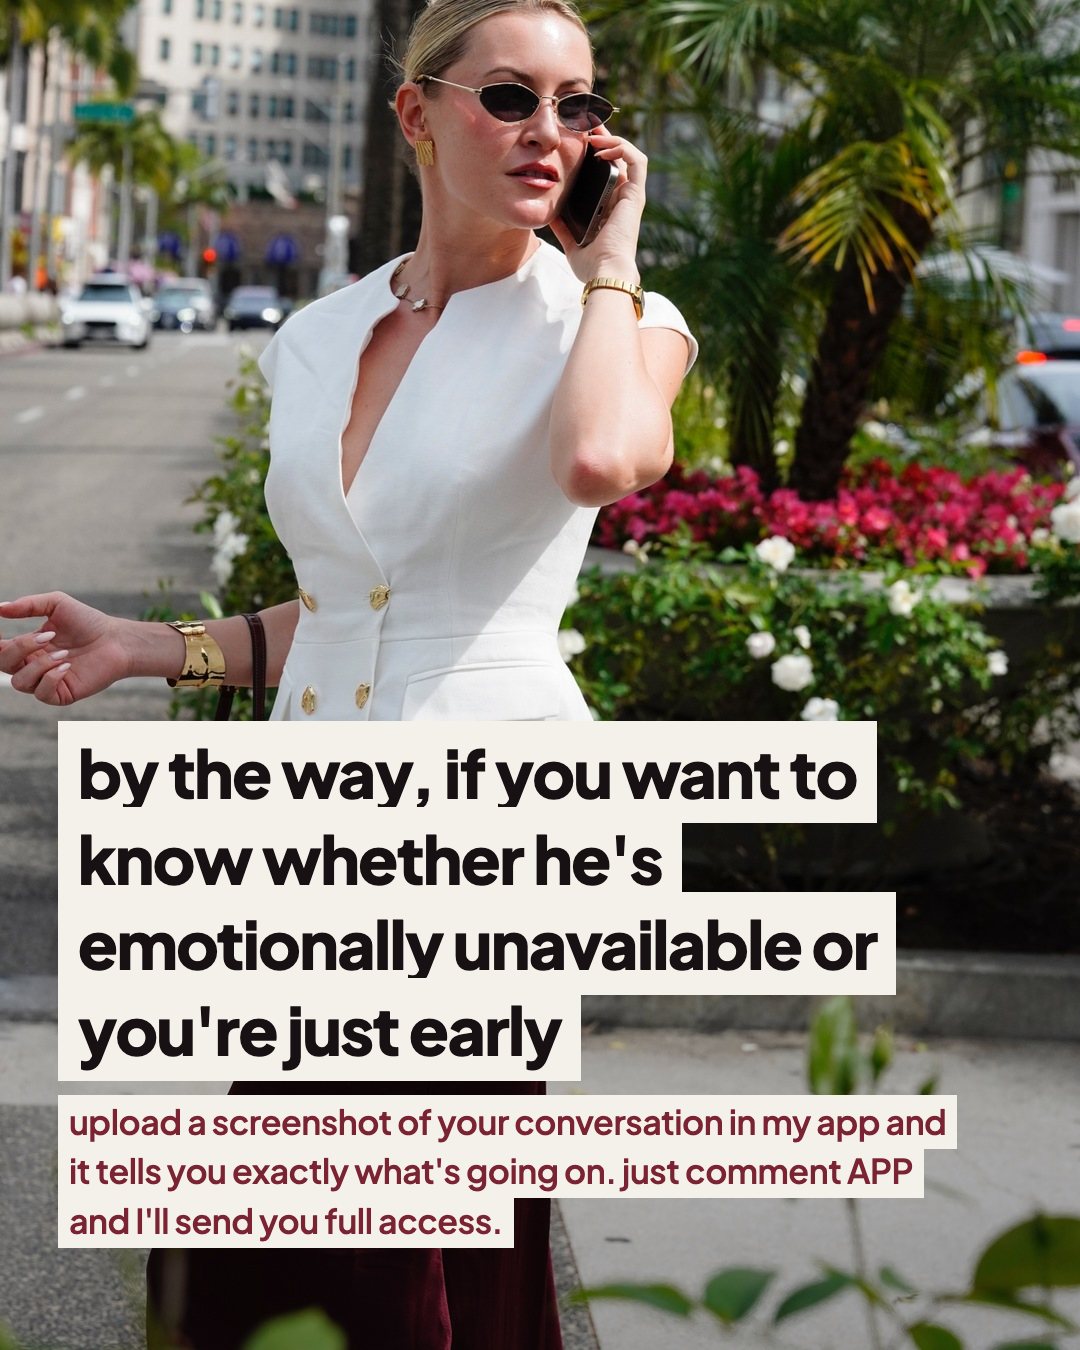 by the way, if you want to
know whether he's
emotionally unavailable or
you're just early
upload a screenshot of your conversation in my app and
it tells you exactly what's going on. just comment APP
and I'll send you full access.